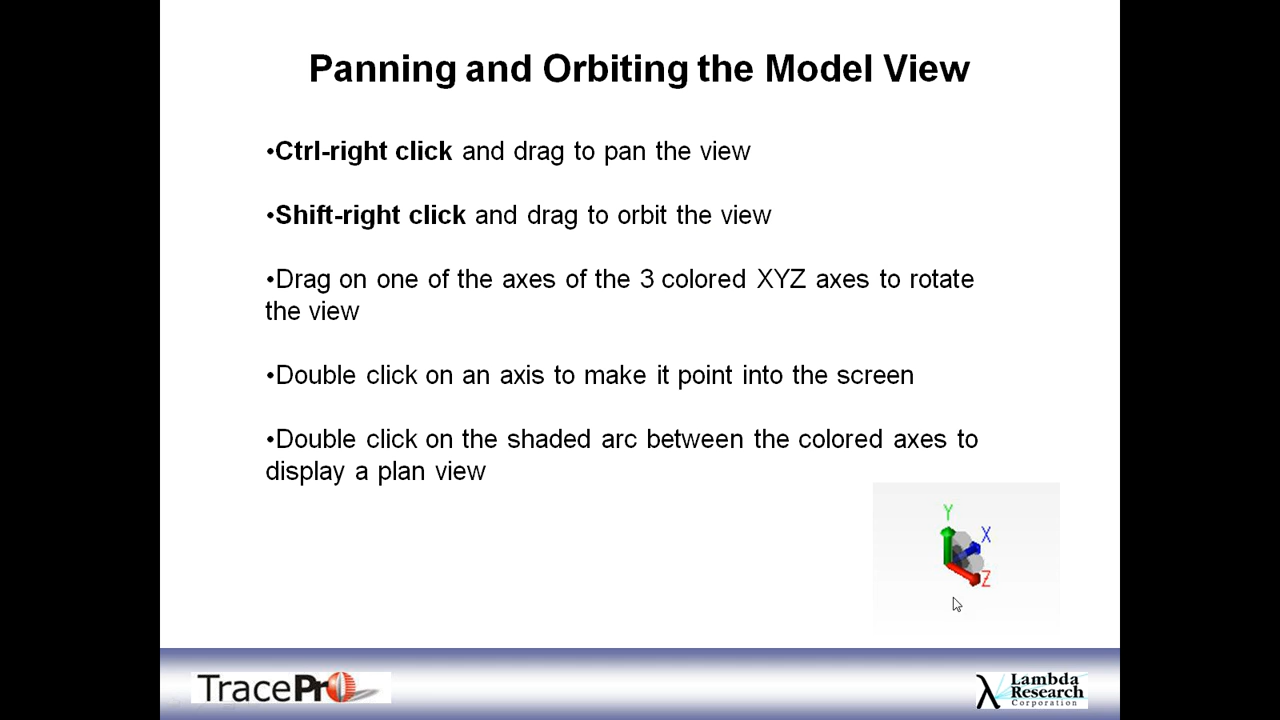 Panning and Orbiting the Model View
•Ctrl-right click and drag to pan the view
•Shift-right click and drag to orbit the view
•Drag on one of the axes of the 3 colored XYZ axes to rotate
the view
•Double click on an axis to make it point into the screen
•Double click on the shaded arc between the colored axes to
display a plan view
Y
X
Z
TracePro
λ Lambda
Research
Corporation